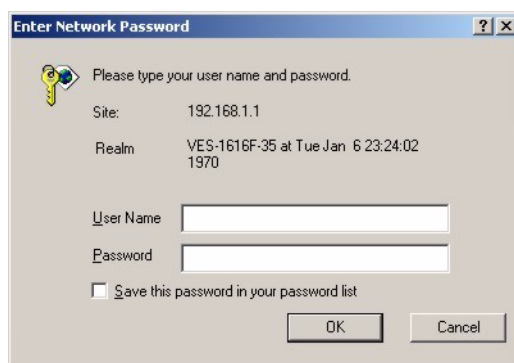 Enter Network Password
Please type your user name and password.
Site: 192.168.1.1
Realm VES-1616F-35 at Tue Jan 6 23:24:02
1970
User Name
Password
Save this password in your password list
OK Cancel